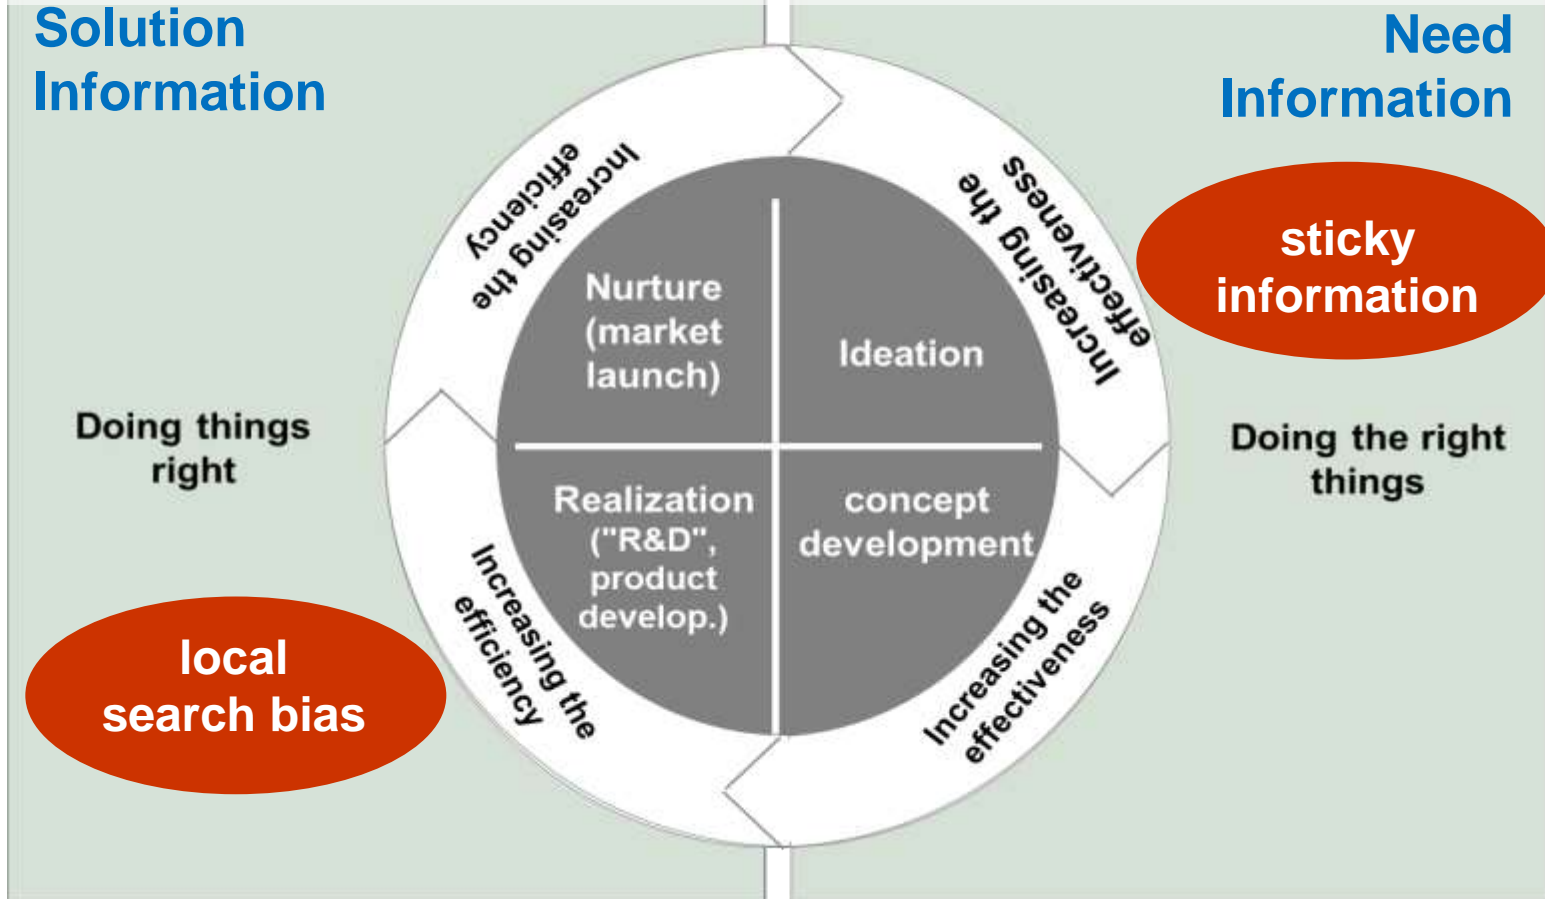 Solution
Information
Need
Information
Increasing the
efficiency
Increasing the
effectiveness
sticky
information
Nurture
(market
launch)
Ideation
Doing things
right
Doing the right
things
Realization
("R&D",
product
develop.)
concept
development
Increasing the
efficiency
Increasing the
effectiveness
local
search bias